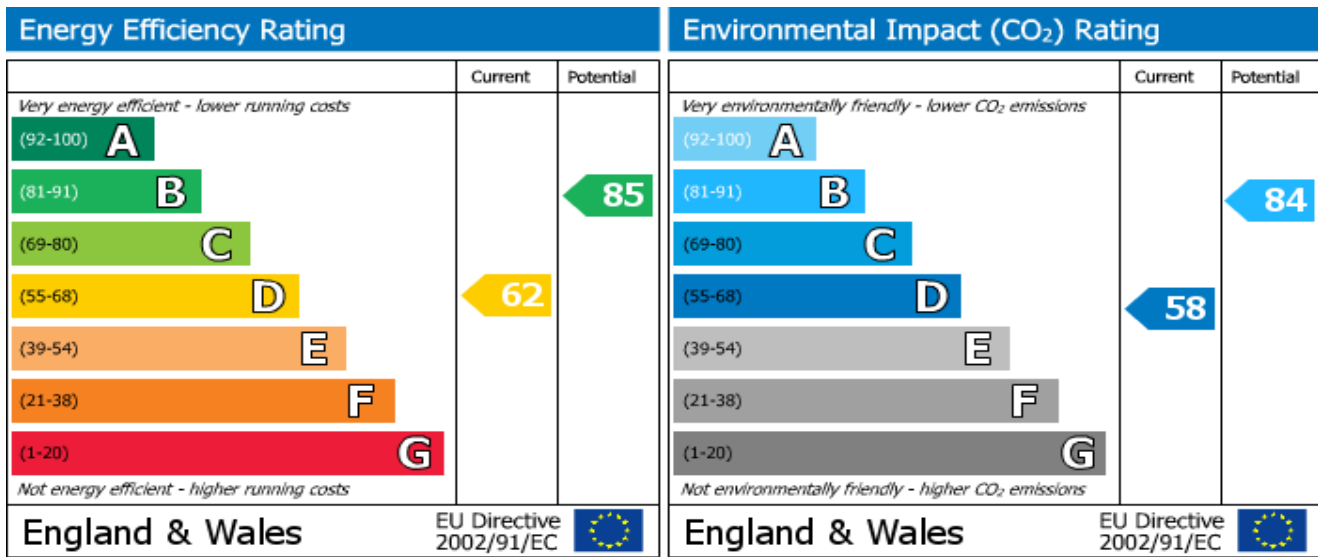 Energy Efficiency Rating
Current Potential
Very energy efficient - lower running costs
(92-100) A
(81-91) B
85
(69-80) C
(55-68) D
62
(39-54) E
(21-38) F
(1-20) G
Not energy efficient - higher running costs
England & Wales
EU Directive
2002/91/EC
Environmental Impact (CO₂) Rating
Current Potential
Very environmentally friendly - lower CO₂ emissions
(92-100) A
(81-91) B
84
(69-80) C
(55-68) D
58
(39-54) E
(21-38) F
(1-20) G
Not environmentally friendly - higher CO₂ emissions
England & Wales
EU Directive
2002/91/EC